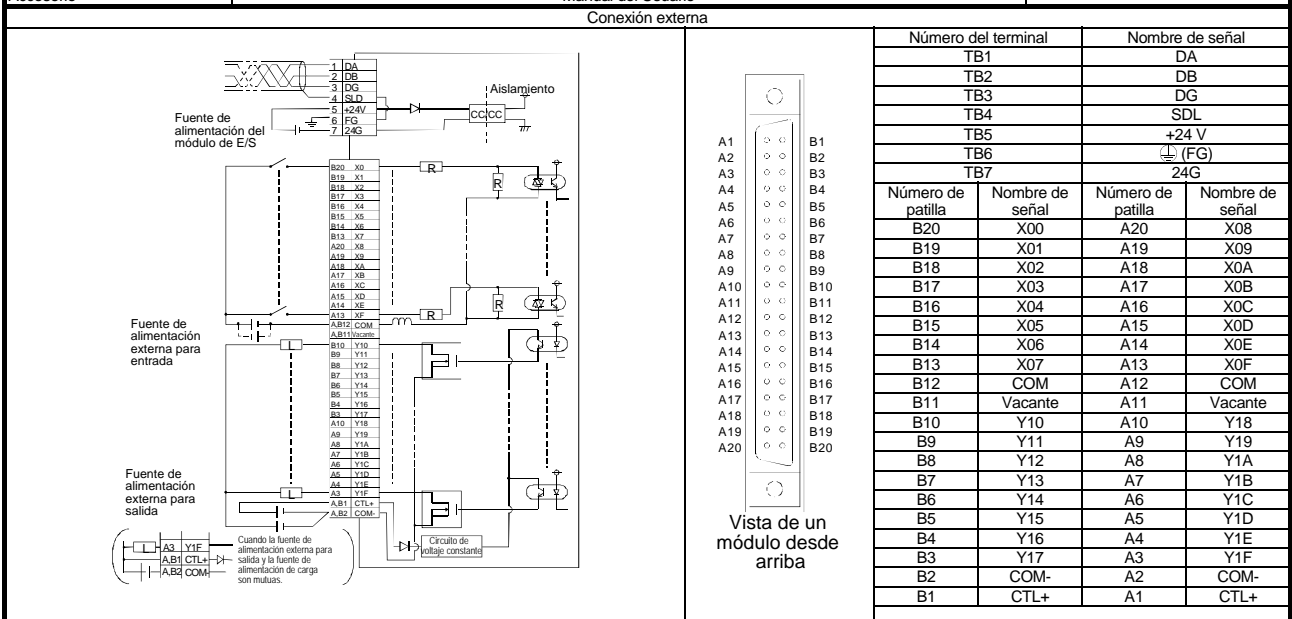 Accesorio
Manual del Usuario
Conexión externa
1 DA
2 DB
3 DG
4 SLD
5 +24V
6 FG
7 24G
Aislamiento
CC/CC
Fuente de
alimentación del
módulo de E/S
B20 X0
B19 X1
B18 X2
B17 X3
B16 X4
B15 X5
B14 X6
B13 X7
A20 X8
A19 X9
A18 XA
A17 XB
A16 XC
A15 XD
A14 XE
A13 XF
A,B12 COM
A,B11 Vacante
B10 Y10
B9 Y11
B8 Y12
B7 Y13
B6 Y14
B5 Y15
B4 Y16
B3 Y17
A10 Y18
A9 Y19
A8 Y1A
A7 Y1B
A6 Y1C
A5 Y1D
A4 Y1E
A3 Y1F
A,B1 CTL+
A,B2 COM-
R
R
R
R
L
L
Fuente de
alimentación
externa para
entrada
Fuente de
alimentación
externa para
salida
L A3 Y1F
A,B1 CTL+
A,B2 COM-
Cuando la fuente de
alimentación externa para
salida y la fuente de
alimentación de carga
son mutuas.
Circuito de
voltaje constante
A1 B1
A2 B2
A3 B3
A4 B4
A5 B5
A6 B6
A7 B7
A8 B8
A9 B9
A10 B10
A11 B11
A12 B12
A13 B13
A14 B14
A15 B15
A16 B16
A17 B17
A18 B18
A19 B19
A20 B20
Vista de un
módulo desde
arriba
Número del terminal Nombre de señal
TB1 DA
TB2 DB
TB3 DG
TB4 SDL
TB5 +24 V
TB6 (FG)
TB7 24G
Número de patilla Nombre de señal Número de patilla Nombre de señal
B20 X00 A20 X08
B19 X01 A19 X09
B18 X02 A18 X0A
B17 X03 A17 X0B
B16 X04 A16 X0C
B15 X05 A15 X0D
B14 X06 A14 X0E
B13 X07 A13 X0F
B12 COM A12 COM
B11 Vacante A11 Vacante
B10 Y10 A10 Y18
B9 Y11 A9 Y19
B8 Y12 A8 Y1A
B7 Y13 A7 Y1B
B6 Y14 A6 Y1C
B5 Y15 A5 Y1D
B4 Y16 A4 Y1E
B3 Y17 A3 Y1F
B2 COM- A2 COM-
B1 CTL+ A1 CTL+